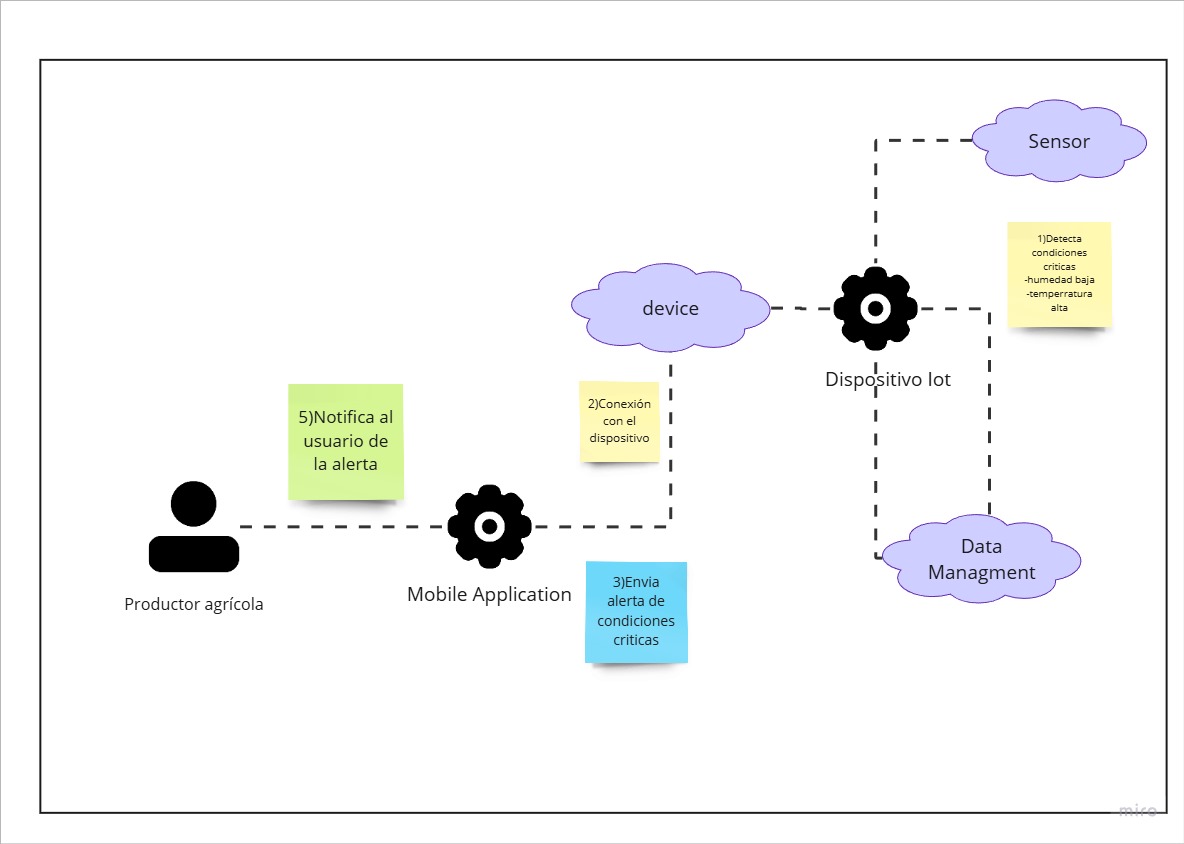 Sensor
1)Detecta
condiciones
criticas
-humedad baja
-temperratura
alta
device
Dispositivo Iot
2)Conexión
con el
dispositivo
5)Notifica al
usuario de
la alerta
Productor agrícola
Mobile Application
3)Envia
alerta de
condiciones
criticas
Data
Managment
miro